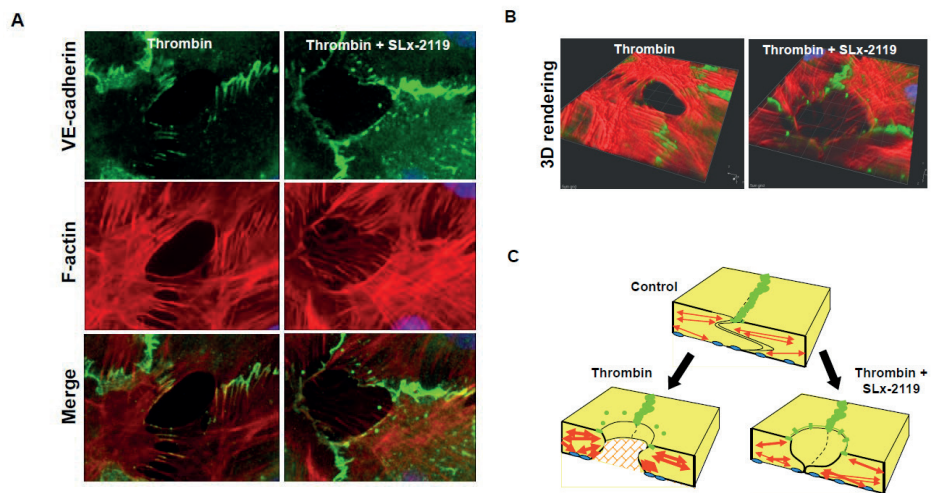 A
Thrombin
Thrombin + SLx-2119
VE-cadherin
F-actin
Merge
B
Thrombin
Thrombin + SLx-2119
3D rendering
C
Control
Thrombin
Thrombin +
SLx-2119